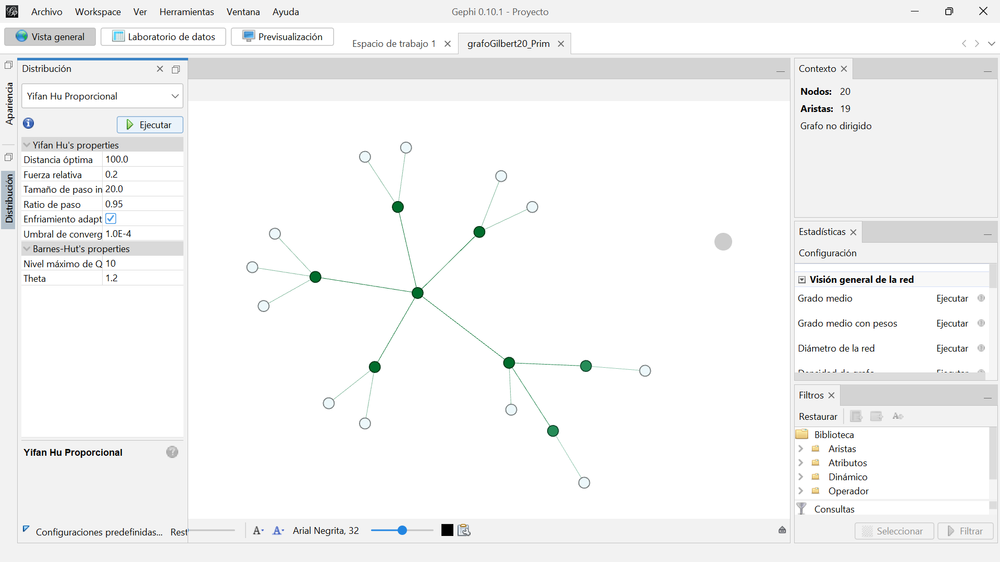 Archivo Workspace Ver Herramientas Ventana Ayuda Gephi 0.10.1 - Proyecto
Vista general Laboratorio de datos Previsualización
Espacio de trabajo 1 grafoGilbert20_Prim
Apariencia
Distribución
Distribución
Yifan Hu Proporcional
Ejecutar
Yifan Hu's properties
Distancia óptima 100.0
Fuerza relativa 0.2
Tamaño de paso in 20.0
Ratio de paso 0.95
Enfriamiento adapt
Umbral de converg 1.0E-4
Barnes-Hut's properties
Nivel máximo de Q 10
Theta 1.2
Yifan Hu Proporcional
Configuraciones predefinidas... Rest
Arial Negrita, 32
Contexto
Nodos: 20
Aristas: 19
Grafo no dirigido
Estadísticas
Configuración
Visión general de la red
Grado medio Ejecutar
Grado medio con pesos Ejecutar
Diámetro de la red Ejecutar
Densidad de grafo Ejecutar
Filtros
Restaurar
Biblioteca
Aristas
Atributos
Dinámico
Operador
Consultas
Seleccionar Filtrar